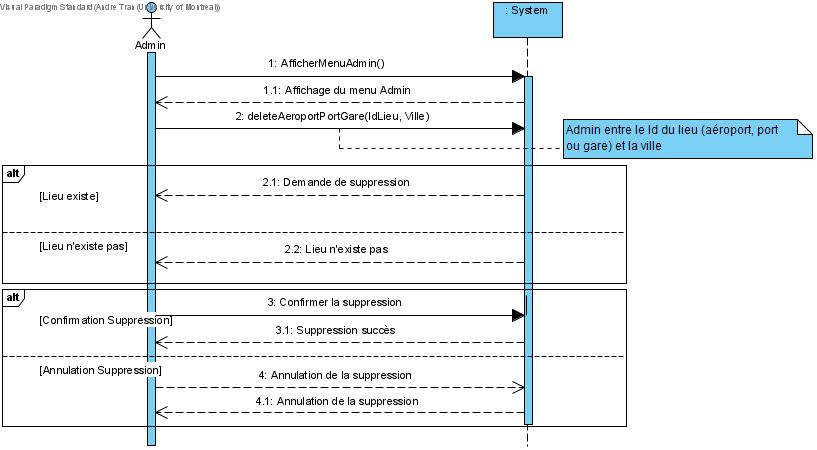 Visual Paradigm Standard (Andre Tran (University of Montreal))
: System
Admin
1: AfficherMenuAdmin()
1.1: Affichage du menu Admin
2: deleteAeroportPortGare(IdLieu, Ville)
Admin entre le Id du lieu (aéroport, port
ou gare) et la ville
alt
2.1: Demande de suppression
[Lieu existe]
[Lieu n'existe pas]
2.2: Lieu n'existe pas
alt
3: Confirmer la suppression
[Confirmation Suppression]
3.1: Suppression succès
[Annulation Suppression]
4: Annulation de la suppression
4.1: Annulation de la suppression